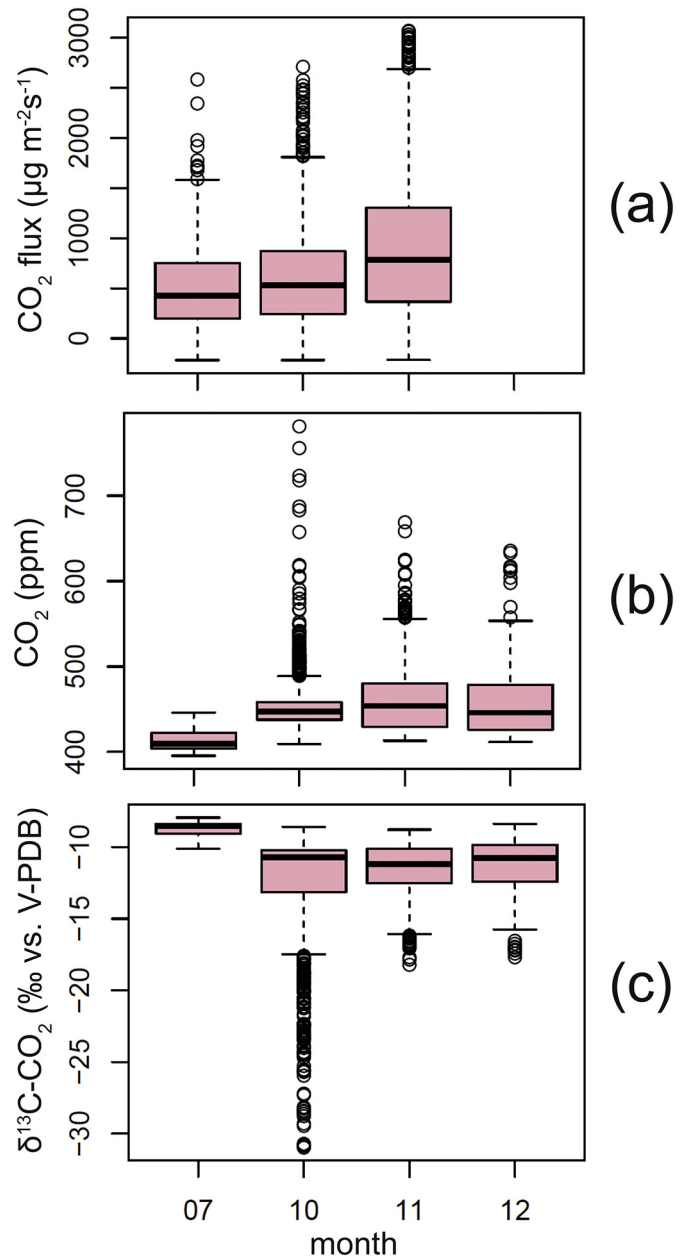 3000
2000
1000
0
CO₂ flux (µg m⁻²s⁻¹)
(a)
700
600
500
400
CO₂ (ppm)
(b)
−10
−15
−20
−25
−30
δ¹³C-CO₂ (‰ vs. V-PDB)
(c)
07 10 11 12
month